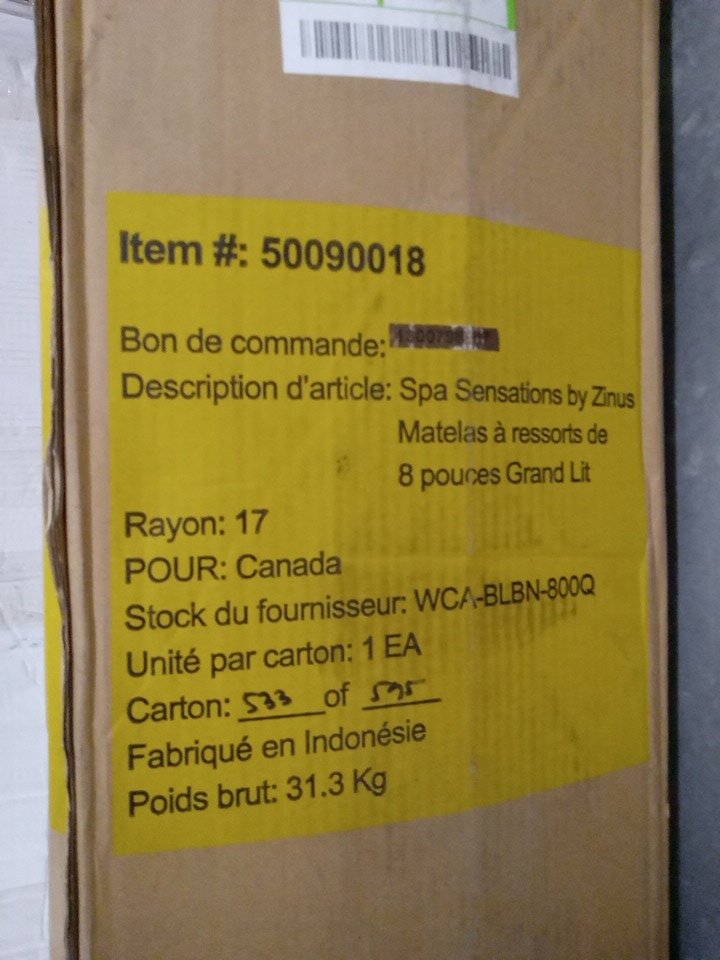 Item #: 50090018
Bon de commande:
Description d'article: Spa Sensations by Zinus
Matelas à ressorts de
8 pouces Grand Lit
Rayon: 17
POUR: Canada
Stock du fournisseur: WCA-BLBN-800Q
Unité par carton: 1 EA
Carton: 533 of 535
Fabriqué en Indonésie
Poids brut: 31.3 Kg